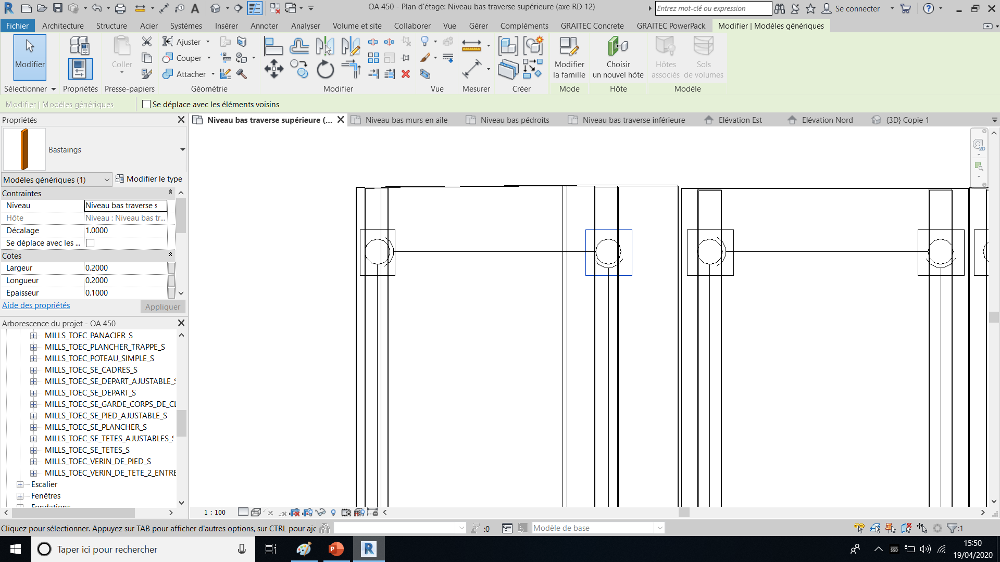 OA 450 - Plan d'étage: Niveau bas traverse supérieure (axe RD 12)
Entrez mot-clé ou expression
Se connecter
Fichier Architecture Structure Acier Systèmes Insérer Annoter Analyser Volume et site Collaborer Vue Gérer Compléments GRAITEC Concrete GRAITEC PowerPack Modifier | Modèles génériques
Modifier
Coller
Ajuster
Couper
Attacher
Modifier
la famille
Choisir
un nouvel hôte
Hôtes
associés
Sols
de volumes
Sélectionner Propriétés Presse-papiers Géométrie Modifier Vue Mesurer Créer Mode Hôte Modèle
Modifier | Modèles génériques
Se déplace avec les éléments voisins
Propriétés
Niveau bas traverse supérieure (... Niveau bas murs en aile Niveau bas pédroits Niveau bas traverse inférieure Elévation Est Elévation Nord {3D} Copie 1
Bastaings
Modèles génériques (1) Modifier le type
Contraintes
Niveau Niveau bas traverse s
Hôte Niveau : Niveau bas tr...
Décalage 1.0000
Se déplace avec les ...
Cotes
Largeur 0.2000
Longueur 0.2000
Epaisseur 0.1000
Aide des propriétés Appliquer
Arborescence du projet - OA 450
MILLS_TOEC_PANACIER_S
MILLS_TOEC_PLANCHER_TRAPPE_S
MILLS_TOEC_POTEAU_SIMPLE_S
MILLS_TOEC_SE_CADRES_S
MILLS_TOEC_SE_DEPART_AJUSTABLE_S
MILLS_TOEC_SE_DEPART_S
MILLS_TOEC_SE_GARDE_CORPS_DE_CL
MILLS_TOEC_SE_PIED_AJUSTABLE_S
MILLS_TOEC_SE_PLANCHER_S
MILLS_TOEC_SE_TETES_AJUSTABLES_S
MILLS_TOEC_SE_TETES_S
MILLS_TOEC_VERIN_DE_PIED_S
MILLS_TOEC_VERIN_DE_TETE_2_ENTRE
Escalier
Fenêtres
Fondations
2D
1 : 100
Cliquez pour sélectionner. Appuyez sur TAB pour afficher d'autres options, sur CTRL pour ajo
:0
Modèle de base
:1
Taper ici pour rechercher
SSD
15:50
19/04/2020